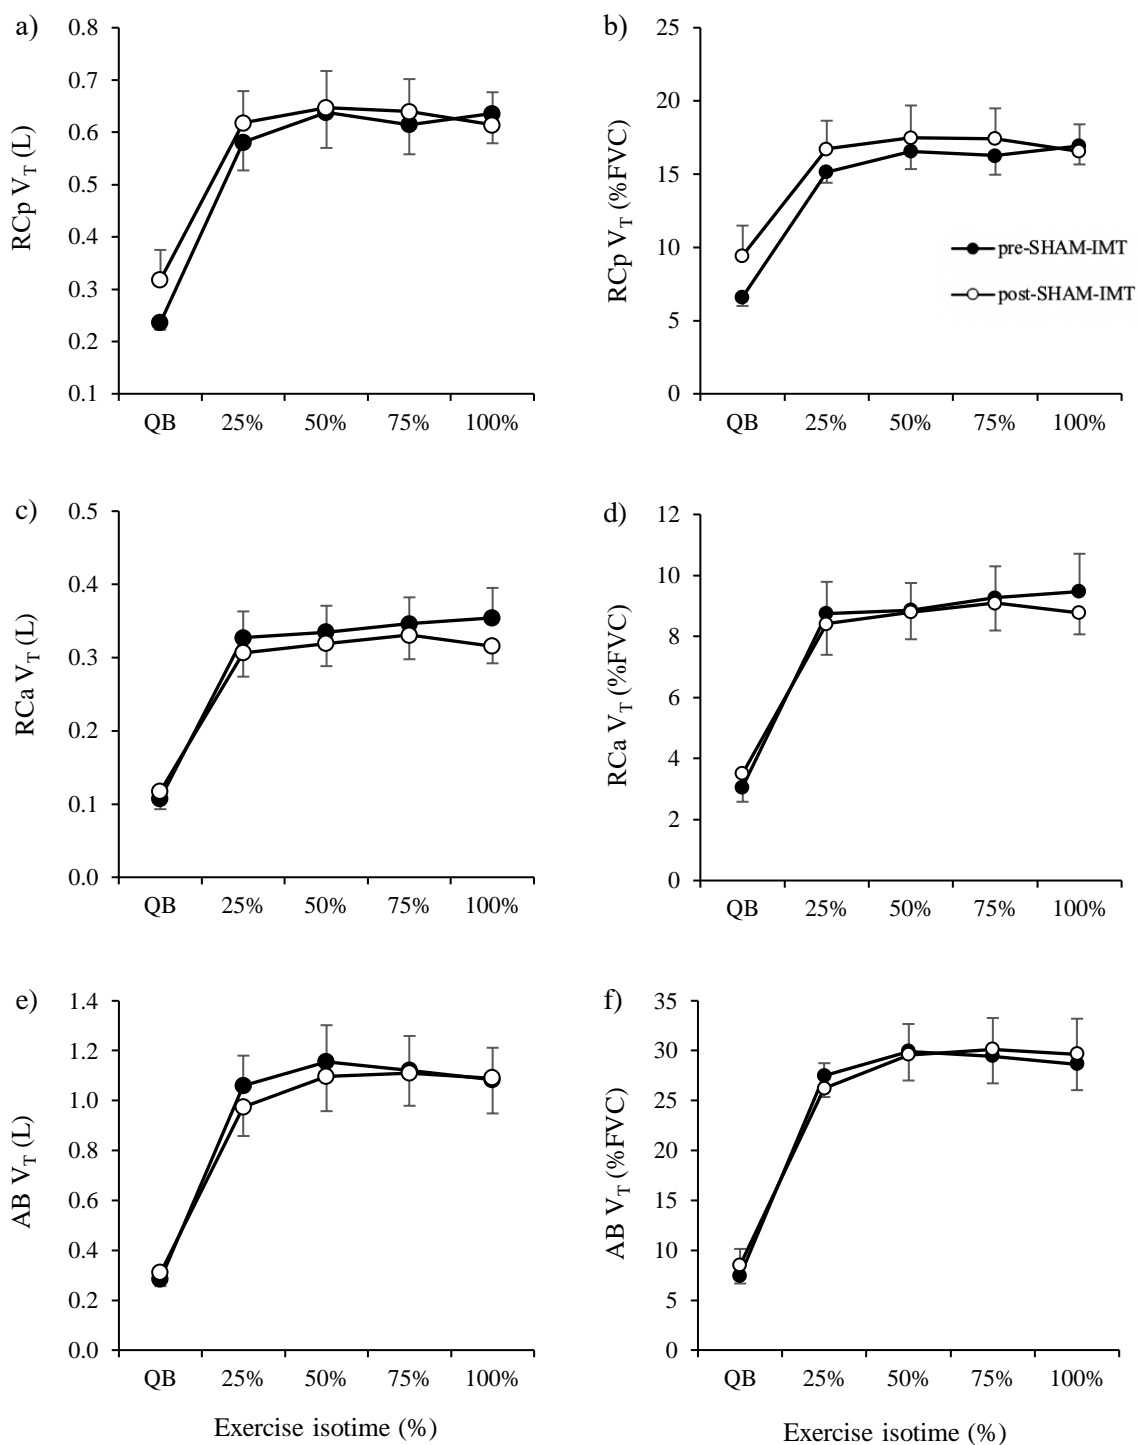 a)
0.8
0.7
0.6
0.5
0.4
0.3
0.2
0.1
RCp V_T (L)
QB 25% 50% 75% 100%
b)
25
20
15
10
5
0
RCp V_T (%FVC)
pre-SHAM-IMT
post-SHAM-IMT
QB 25% 50% 75% 100%
c)
0.5
0.4
0.3
0.2
0.1
0.0
RCa V_T (L)
QB 25% 50% 75% 100%
d)
12
10
8
6
4
2
0
RCa V_T (%FVC)
QB 25% 50% 75% 100%
e)
1.4
1.2
1.0
0.8
0.6
0.4
0.2
0.0
AB V_T (L)
QB 25% 50% 75% 100%
Exercise isotime (%)
f)
35
30
25
20
15
10
5
0
AB V_T (%FVC)
QB 25% 50% 75% 100%
Exercise isotime (%)